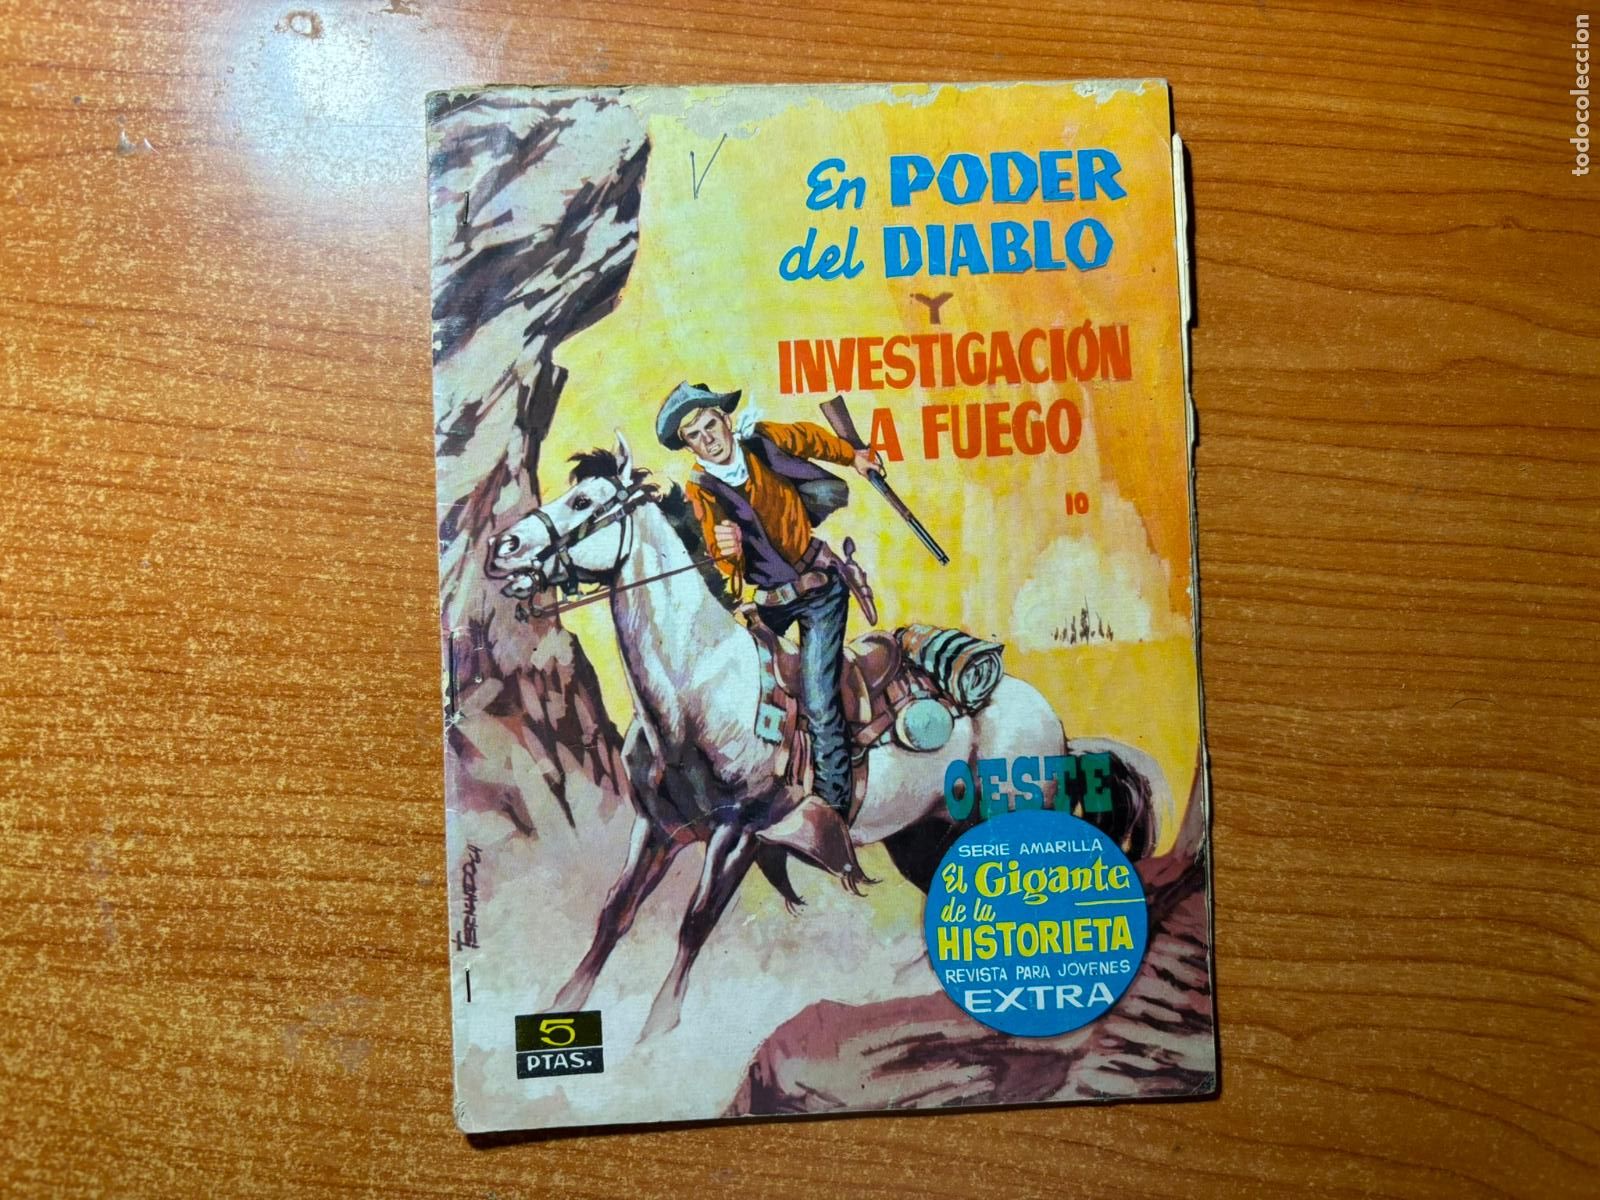 En PODER
del DIABLO
Y
INVESTIGACIÓN
A FUEGO
10
OESTE
SERIE AMARILLA
El Gigante
de la
HISTORIETA
REVISTA PARA JOVENES
EXTRA
5
PTAS.
V
todocoleccion